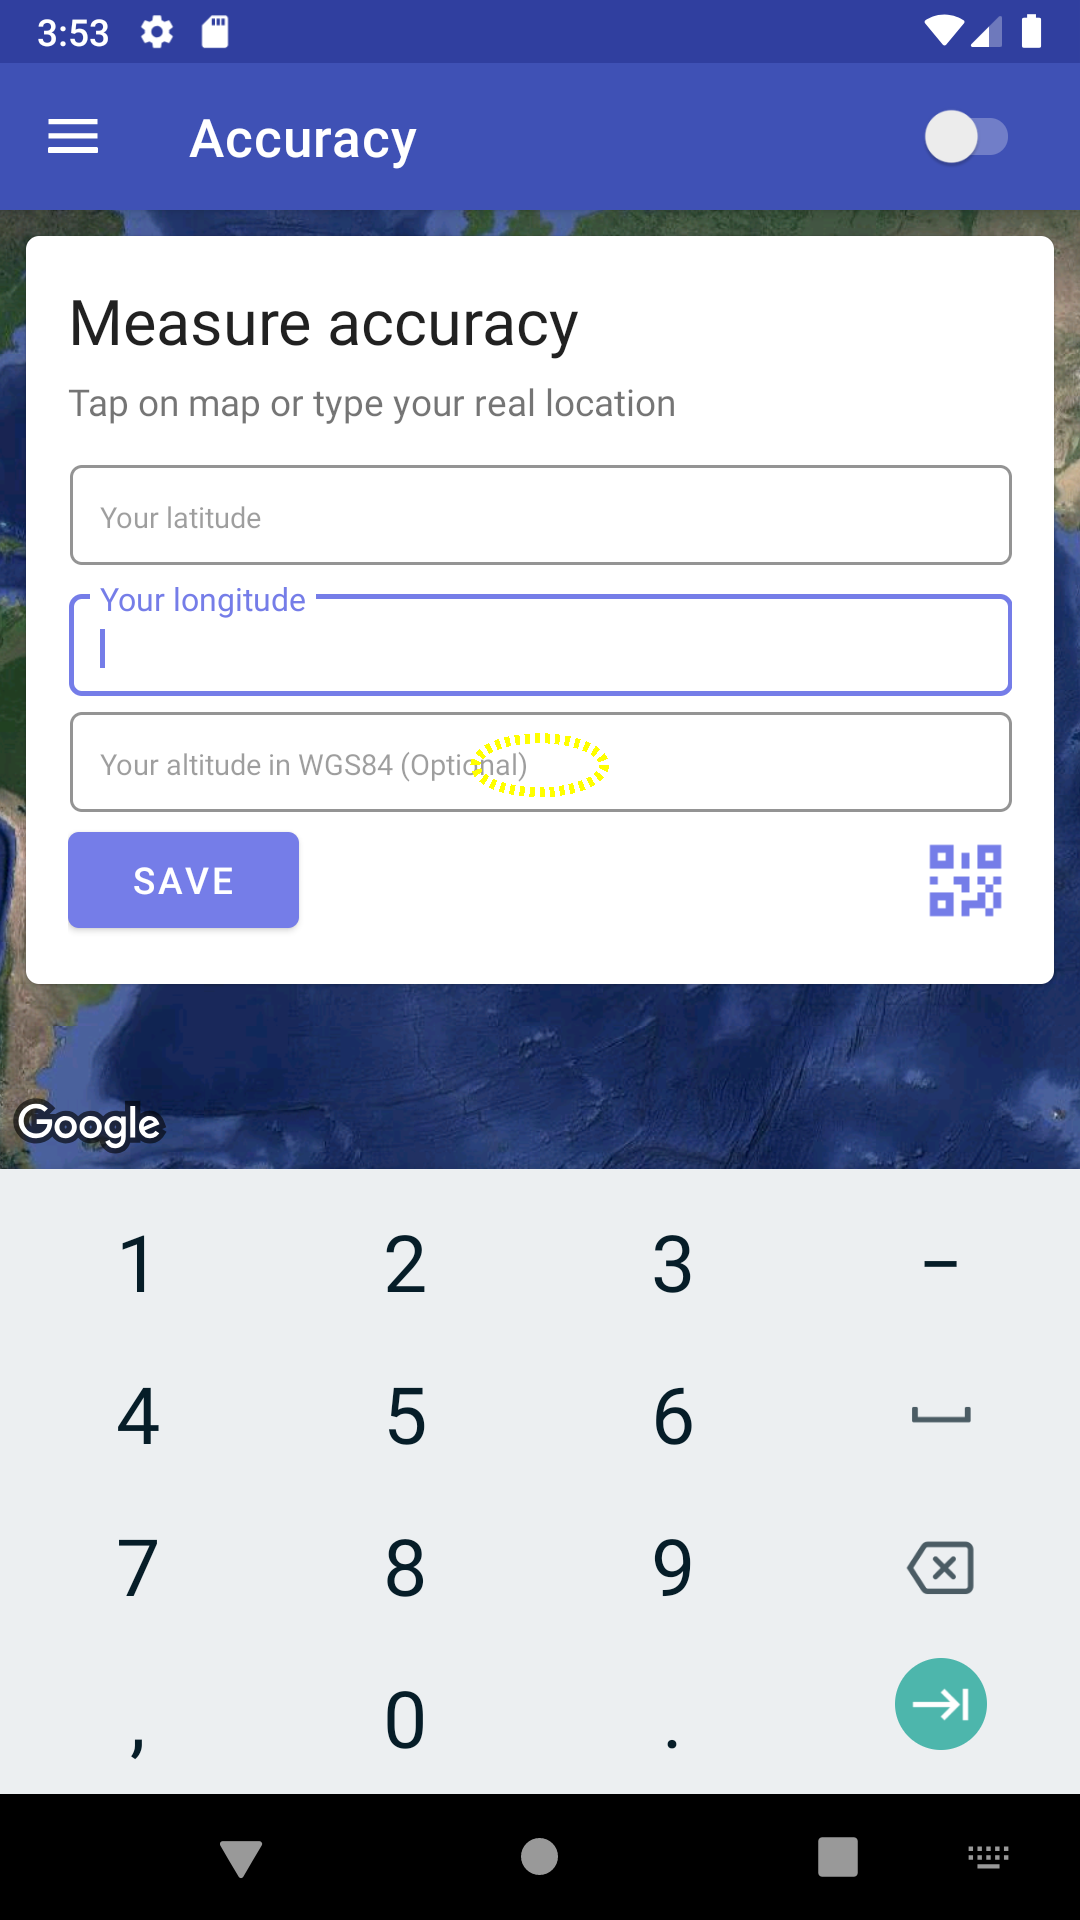 3:53
Accuracy
Measure accuracy
Tap on map or type your real location
Your latitude
Your longitude
Your altitude in WGS84 (Optional)
SAVE
Google
1 2 3 –
4 5 6
7 8 9
, 0 .